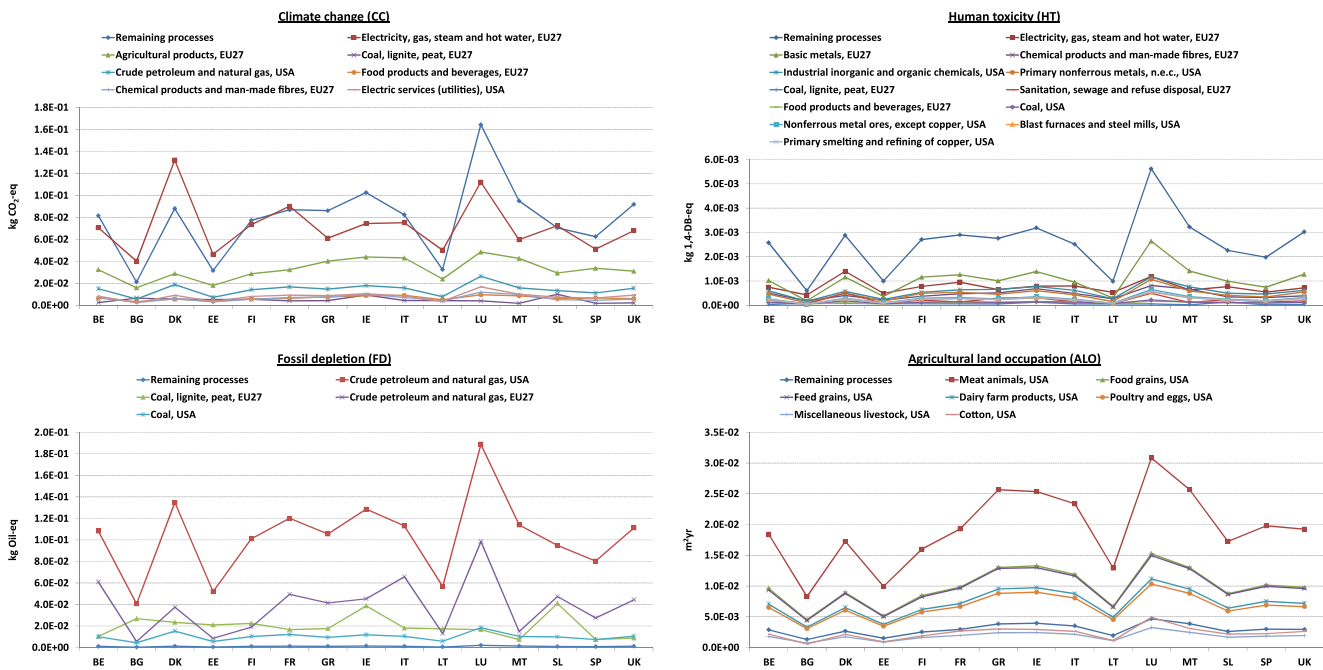 Climate change (CC)
Remaining processes
Electricity, gas, steam and hot water, EU27
Agricultural products, EU27
Coal, lignite, peat, EU27
Crude petroleum and natural gas, USA
Food products and beverages, EU27
Chemical products and man-made fibres, EU27
Electric services (utilities), USA
kg CO2-eq
1.8E-01
1.6E-01
1.4E-01
1.2E-01
1.0E-01
8.0E-02
6.0E-02
4.0E-02
2.0E-02
0.0E+00
BE BG DK EE FI FR GR IE IT LT LU MT SL SP UK
Human toxicity (HT)
Remaining processes
Electricity, gas, steam and hot water, EU27
Basic metals, EU27
Chemical products and man-made fibres, EU27
Industrial inorganic and organic chemicals, USA
Primary nonferrous metals, n.e.c., USA
Coal, lignite, peat, EU27
Sanitation, sewage and refuse disposal, EU27
Food products and beverages, EU27
Coal, USA
Nonferrous metal ores, except copper, USA
Blast furnaces and steel mills, USA
Primary smelting and refining of copper, USA
kg 1,4-DB-eq
6.0E-03
5.0E-03
4.0E-03
3.0E-03
2.0E-03
1.0E-03
0.0E+00
BE BG DK EE FI FR GR IE IT LT LU MT SL SP UK
Fossil depletion (FD)
Remaining processes
Crude petroleum and natural gas, USA
Coal, lignite, peat, EU27
Crude petroleum and natural gas, EU27
Coal, USA
kg Oil-eq
2.0E-01
1.8E-01
1.6E-01
1.4E-01
1.2E-01
1.0E-01
8.0E-02
6.0E-02
4.0E-02
2.0E-02
0.0E+00
BE BG DK EE FI FR GR IE IT LT LU MT SL SP UK
Agricultural land occupation (ALO)
Remaining processes
Meat animals, USA
Food grains, USA
Feed grains, USA
Dairy farm products, USA
Poultry and eggs, USA
Miscellaneous livestock, USA
Cotton, USA
m²yr
3.5E-02
3.0E-02
2.5E-02
2.0E-02
1.5E-02
1.0E-02
5.0E-03
0.0E+00
BE BG DK EE FI FR GR IE IT LT LU MT SL SP UK